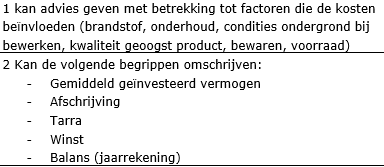 1 kan advies geven met betrekking tot factoren die de kosten
beïnvloeden (brandstof, onderhoud, condities ondergrond bij
bewerken, kwaliteit geoogst product, bewaren, voorraad)
2 Kan de volgende begrippen omschrijven:
- Gemiddeld geïnvesteerd vermogen
- Afschrijving
- Tarra
- Winst
- Balans (jaarrekening)